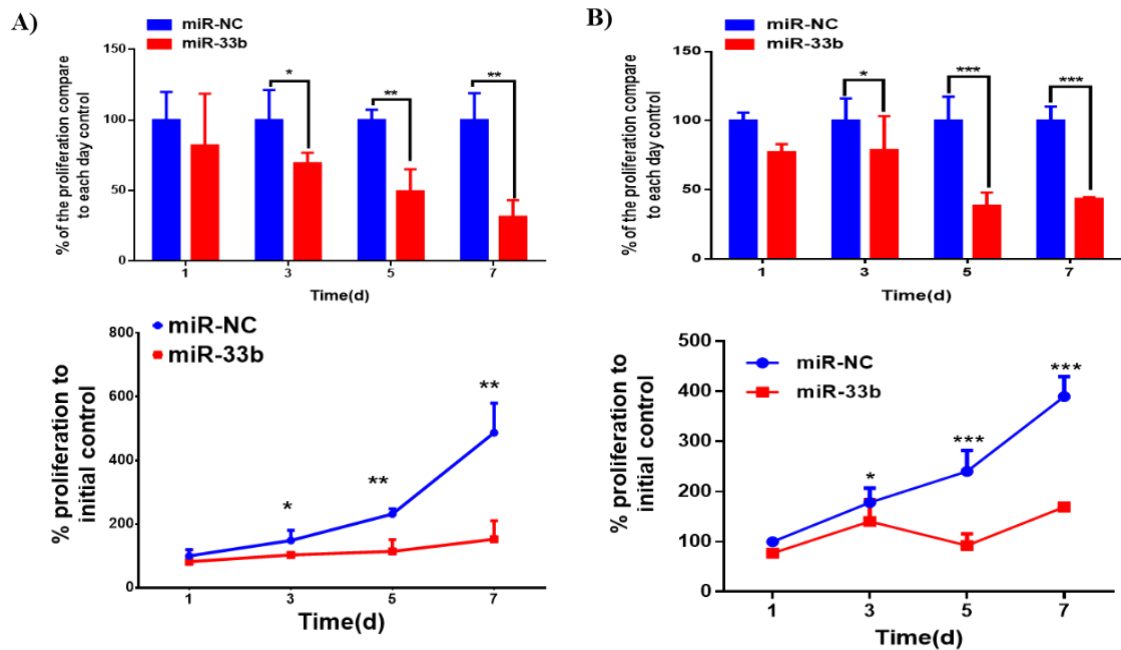 A)
miR-NC
miR-33b
% of the proliferation compare
to each day control
150
100
50
0
*
**
**
1 3 5 7
Time(d)
B)
miR-NC
miR-33b
% of the proliferation compare
to each day control
150
100
50
0
*
***
***
1 3 5 7
Time(d)
miR-NC
miR-33b
% proliferation to
initial control
800
600
400
200
0
*
**
**
1 3 5 7
Time(d)
miR-NC
miR-33b
% proliferation to
initial control
500
400
300
200
100
0
*
***
***
1 3 5 7
Time(d)